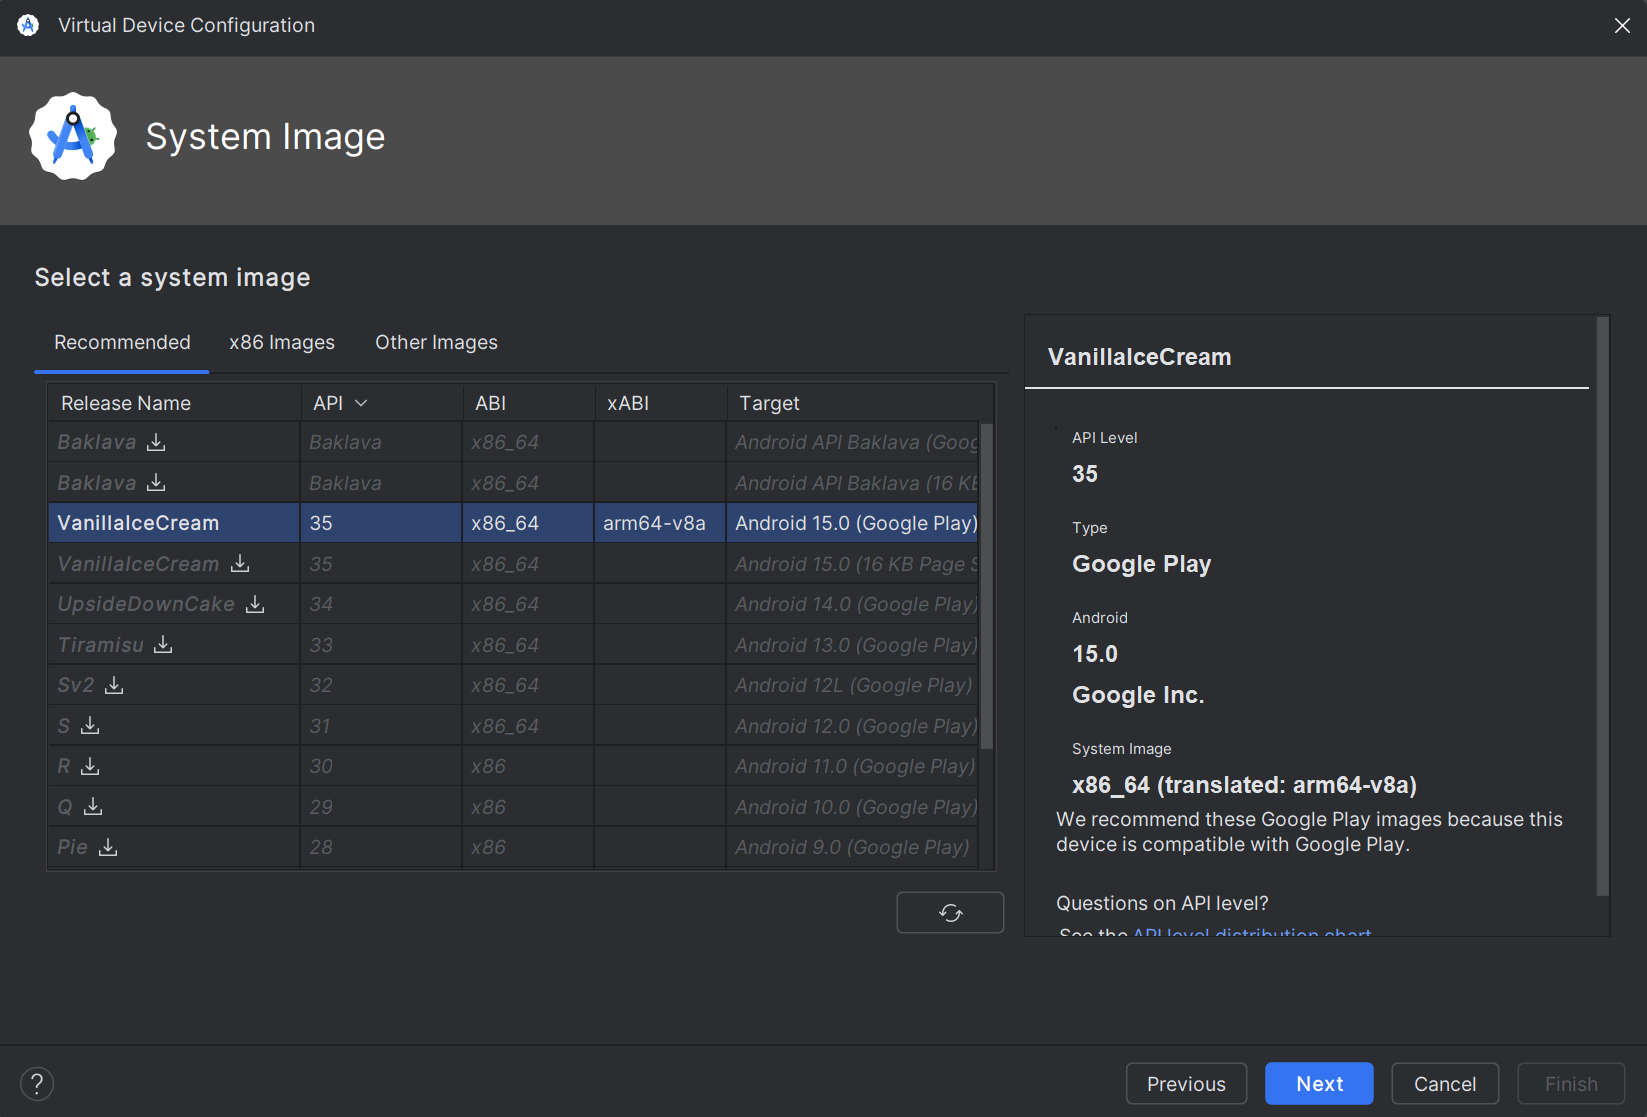 Virtual Device Configuration
System Image
Select a system image
Recommended x86 Images Other Images
Release Name API ABI xABI Target
Baklava Baklava x86_64 Android API Baklava (Goog
Baklava Baklava x86_64 Android API Baklava (16 KB
VanillaIceCream 35 x86_64 arm64-v8a Android 15.0 (Google Play)
VanillaIceCream 35 x86_64 Android 15.0 (16 KB Page S
UpsideDownCake 34 x86_64 Android 14.0 (Google Play)
Tiramisu 33 x86_64 Android 13.0 (Google Play)
Sv2 32 x86_64 Android 12L (Google Play)
S 31 x86_64 Android 12.0 (Google Play)
R 30 x86 Android 11.0 (Google Play)
Q 29 x86 Android 10.0 (Google Play)
Pie 28 x86 Android 9.0 (Google Play)
VanillaIceCream
API Level
35
Type
Google Play
Android
15.0
Google Inc.
System Image
x86_64 (translated: arm64-v8a)
We recommend these Google Play images because this
device is compatible with Google Play.
Questions on API level?
See the API level distribution chart
? Previous Next Cancel Finish